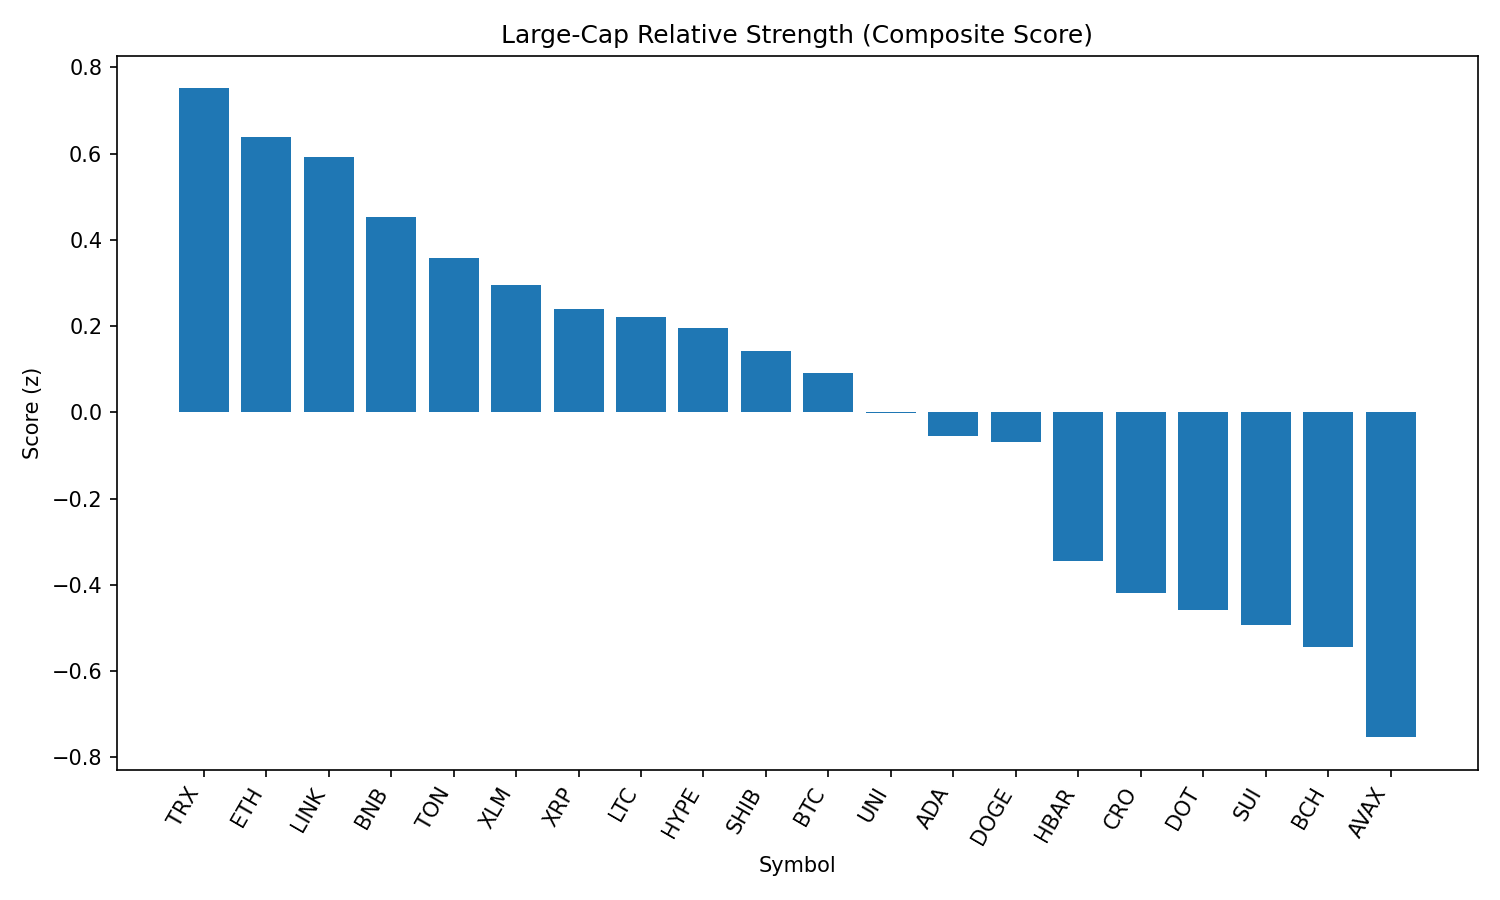 Large-Cap Relative Strength (Composite Score)
0.8
0.6
0.4
0.2
0.0
−0.2
−0.4
−0.6
−0.8
Score (z)
TRX
ETH
LINK
BNB
TON
XLM
XRP
LTC
HYPE
SHIB
BTC
UNI
ADA
DOGE
HBAR
CRO
DOT
SUI
BCH
AVAX
Symbol